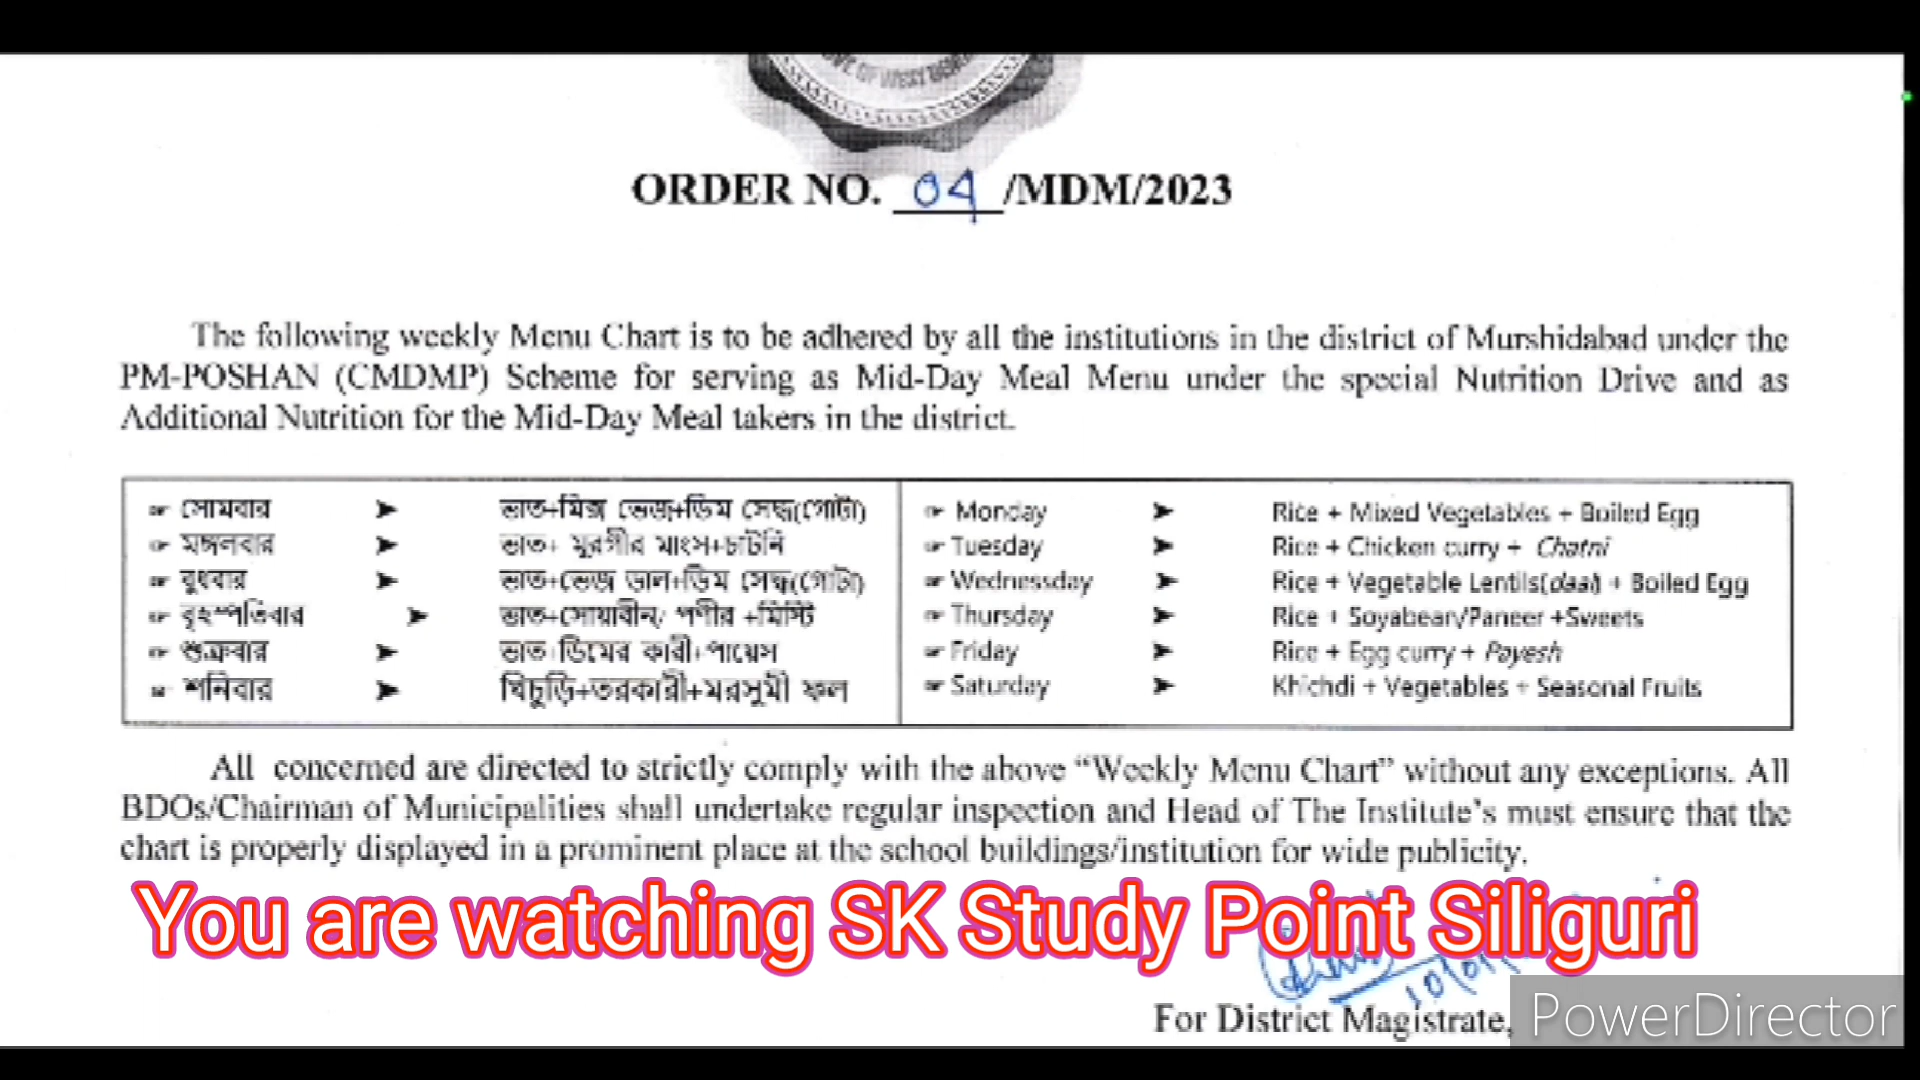 GOVT. OF WEST BENGAL
ORDER NO. 04 /MDM/2023
The following weekly Menu Chart is to be adhered by all the institutions in the district of Murshidabad under the
PM-POSHAN (CMDMP) Scheme for serving as Mid-Day Meal Menu under the special Nutrition Drive and as
Additional Nutrition for the Mid-Day Meal takers in the district.
☞ সোমবার ➤ ভাত+মিক্স ভেজ+ডিম সেদ্ধ(গোটা)
☞ মঙ্গলবার ➤ ভাত+ মুরগীর মাংস+চাটনি
☞ বুধবার ➤ ভাত+ভেজ ডাল+ডিম সেদ্ধ(গোটা)
☞ বৃহস্পতিবার ➤ ভাত+সোয়াবীন/ পণীর +মিস্টি
☞ শুক্রবার ➤ ভাত+ডিমের কারী+পায়েস
☞ শনিবার ➤ খিচুড়ি+তরকারী+মরসুমী ফল
☞ Monday ➤ Rice + Mixed Vegetables + Boiled Egg
☞ Tuesday ➤ Rice + Chicken curry + Chatni
☞ Wednessday ➤ Rice + Vegetable Lentils(daal) + Boiled Egg
☞ Thursday ➤ Rice + Soyabean/Paneer +Sweets
☞ Friday ➤ Rice + Egg curry + Payesh
☞ Saturday ➤ Khichdi + Vegetables + Seasonal Fruits
All concerned are directed to strictly comply with the above “Weekly Menu Chart” without any exceptions. All
BDOs/Chairman of Municipalities shall undertake regular inspection and Head of The Institute's must ensure that the
chart is properly displayed in a prominent place at the school buildings/institution for wide publicity.
You are watching SK Study Point Siliguri
For District Magistrate,
PowerDirector